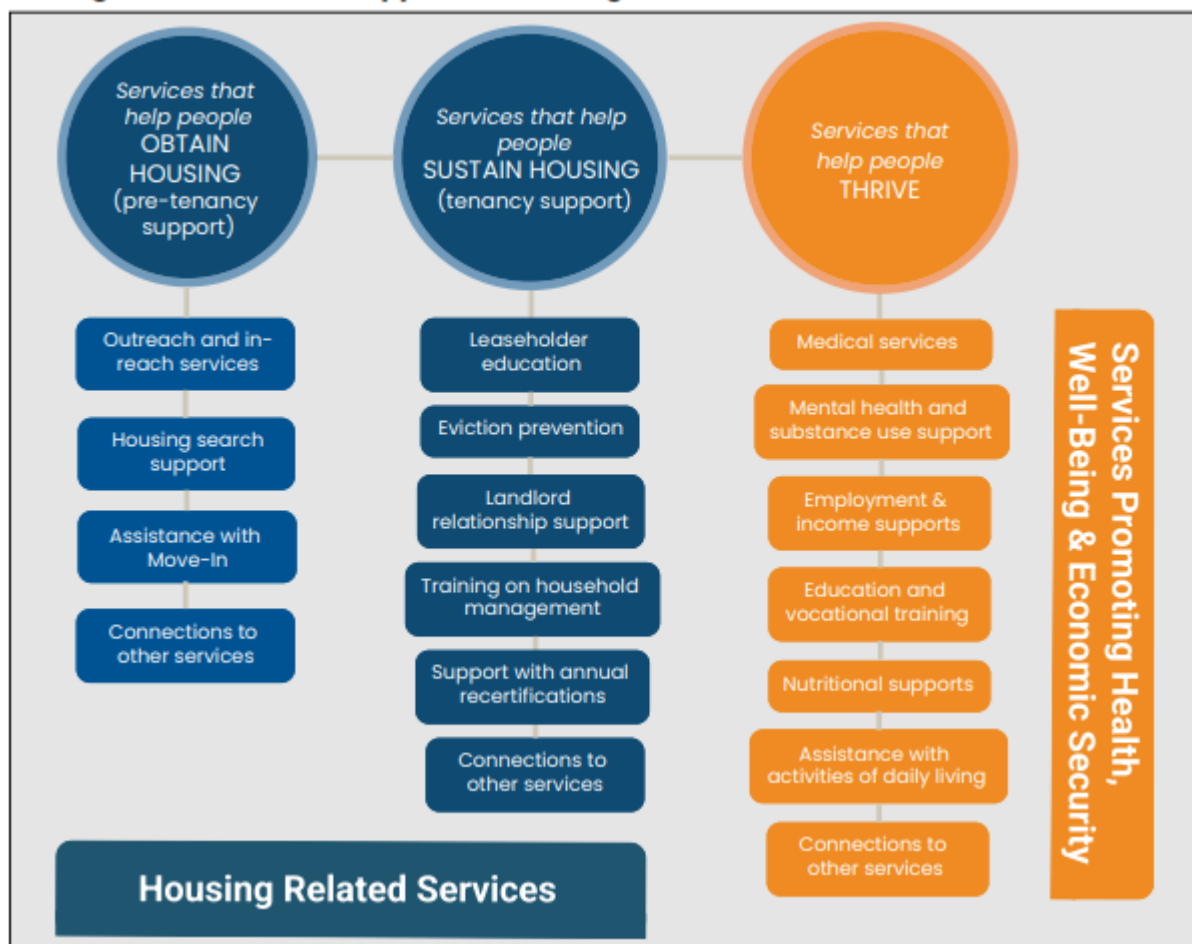 Services that
help people
OBTAIN
HOUSING
(pre-tenancy
support)
Outreach and in-
reach services
Housing search
support
Assistance with
Move-In
Connections to
other services
Services that help
people
SUSTAIN HOUSING
(tenancy support)
Leaseholder
education
Eviction prevention
Landlord
relationship support
Training on household
management
Support with annual
recertifications
Connections to
other services
Housing Related Services
Services that
help people
THRIVE
Medical services
Mental health and
substance use support
Employment &
income supports
Education and
vocational training
Nutritional supports
Assistance with
activities of daily living
Connections to
other services
Services Promoting Health,
Well-Being & Economic Security